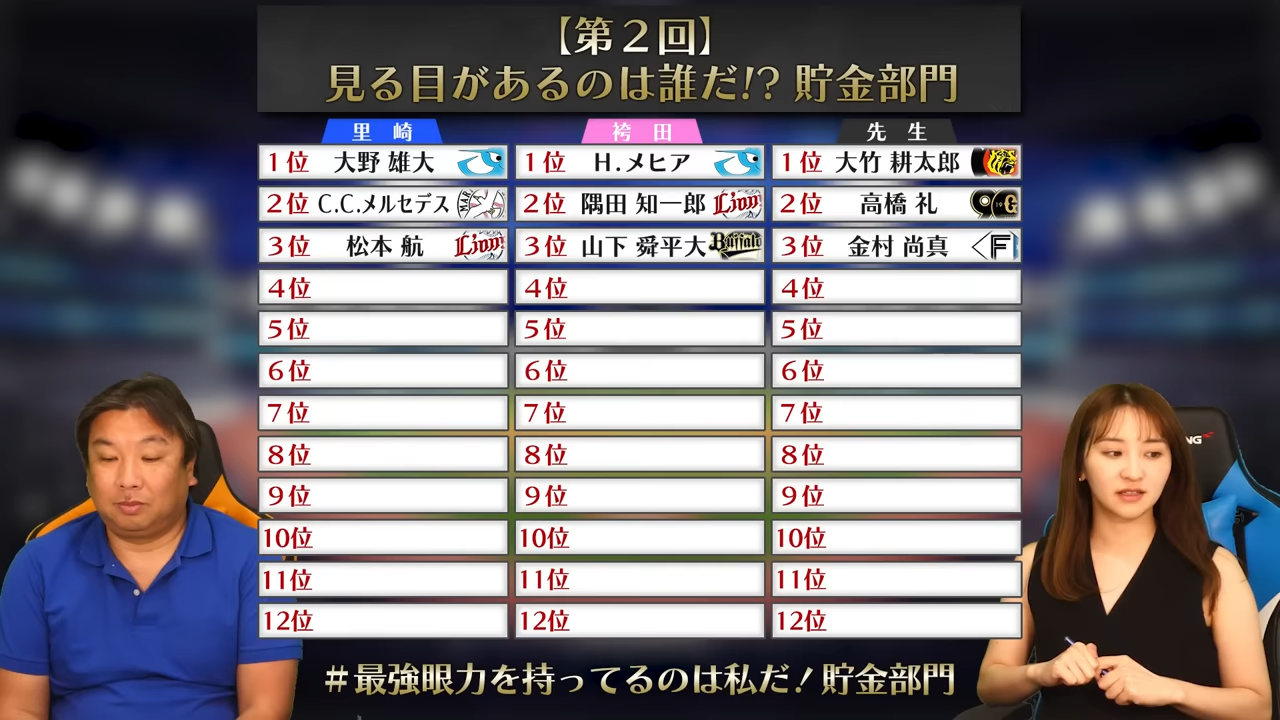 【第２回】
見る目があるのは誰だ!? 貯金部門
里崎 袴田 先生
1位 大野 雄大 1位 H.メヒア 1位 大竹 耕太郎
2位 C.C.メルセデス 2位 隅田 知一郎 Lions 2位 高橋 礼
3位 松本 航 Lions 3位 山下 舜平大 Buffaloes 3位 金村 尚真 F
4位 4位 4位
5位 5位 5位
6位 6位 6位
7位 7位 7位
8位 8位 8位
9位 9位 9位
10位 10位 10位
11位 11位 11位
12位 12位 12位
＃最強眼力を持ってるのは私だ！貯金部門